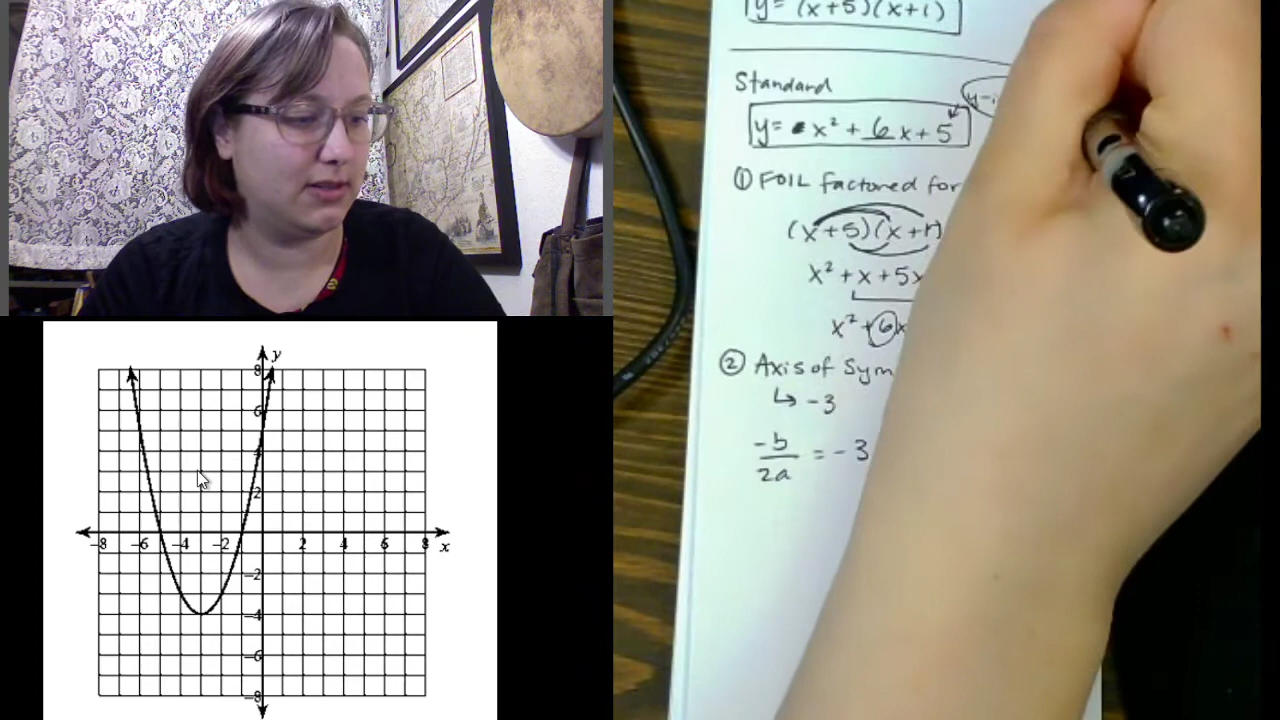 y= (x+5)(x+1)
Standard
y= x² + 6x+5
y-i
① FOIL factored for
(x+5)(x+1)
x² + x + 5x
x² + 6x
② Axis of Sym
↳ -3
-b/2a = -3
y
8
6
4
2
-8 -6 -4 -2 2 4 6 8 x
-2
-4
-6
-8